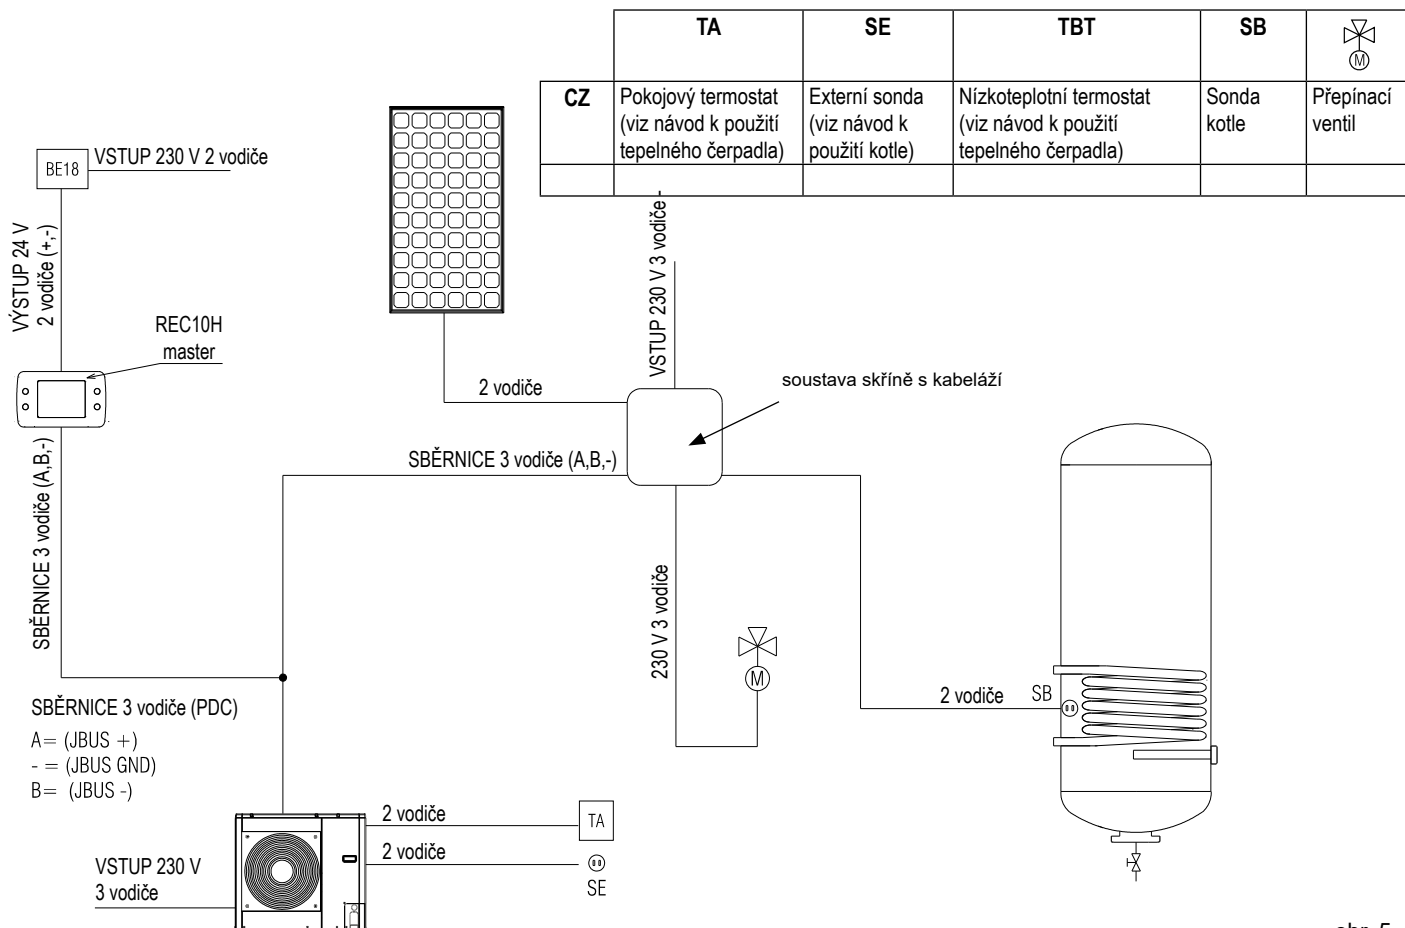 TA SE TBT SB
M
CZ Pokojový termostat (viz návod k použití tepelného čerpadla)
Externí sonda (viz návod k použití kotle)
Nízkoteplotní termostat (viz návod k použití tepelného čerpadla)
Sonda kotle
Přepínací ventil
BE18
VSTUP 230 V 2 vodiče
VÝSTUP 24 V
2 vodiče (+,-)
REC10H
master
SBĚRNICE 3 vodiče (A,B,-)
VSTUP 230 V 3 vodiče
2 vodiče
soustava skříně s kabeláží
SBĚRNICE 3 vodiče (A,B,-)
230 V 3 vodiče
M
2 vodiče
SB
SBĚRNICE 3 vodiče (PDC)
A= (JBUS +)
- = (JBUS GND)
B= (JBUS -)
2 vodiče
TA
2 vodiče
SE
VSTUP 230 V
3 vodiče